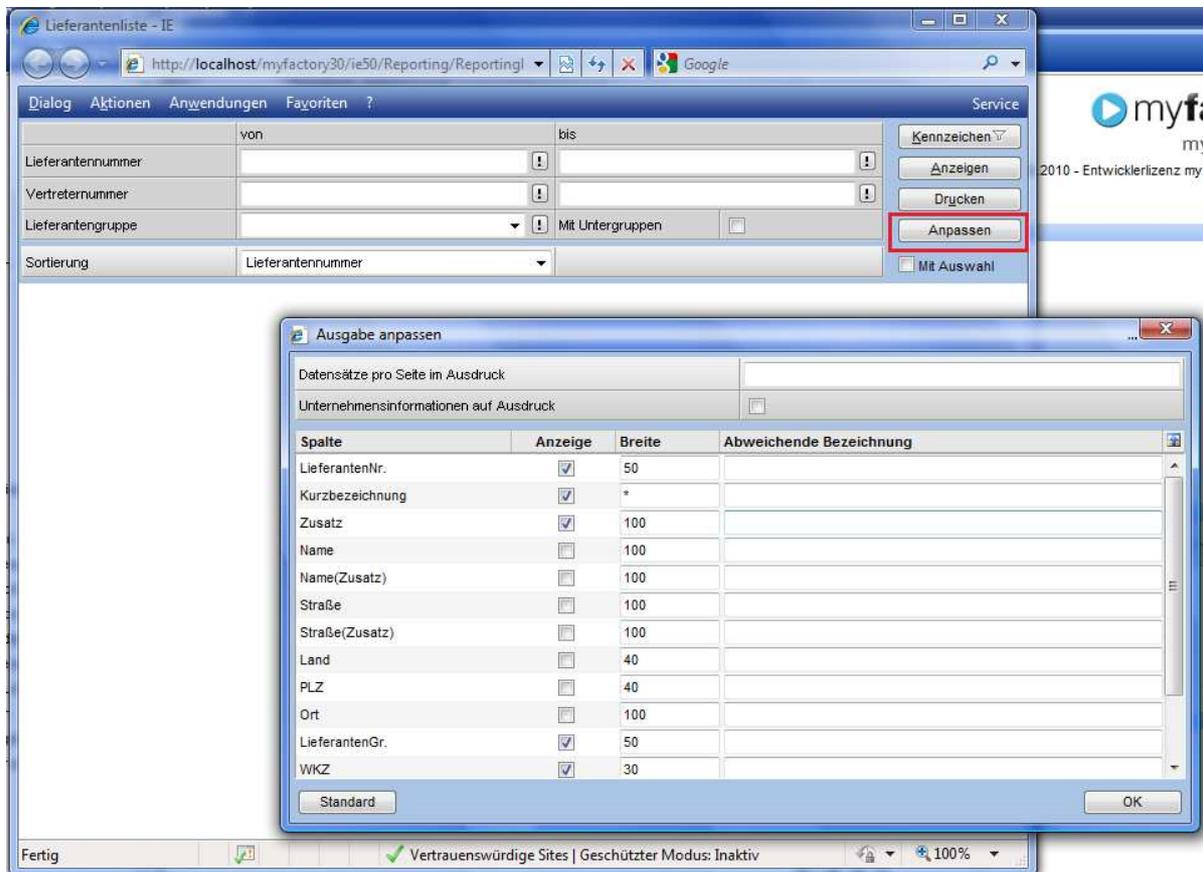 Lieferantenliste - IE
http://localhost/myfactory30/ie50/Reporting/Reportingl
Google
Dialog Aktionen Anwendungen Favoriten ? Service
von bis
Kennzeichen
Lieferantennummer ! !
Anzeigen
Vertreternummer ! !
Drucken
Lieferantengruppe ! Mit Untergruppen
Anpassen
Sortierung Lieferantennummer
Mit Auswahl
myfa
my
.2010 - Entwicklerlizenz my
Ausgabe anpassen ...
Datensätze pro Seite im Ausdruck
Unternehmensinformationen auf Ausdruck
Spalte Anzeige Breite Abweichende Bezeichnung
LieferantenNr. 50
Kurzbezeichnung *
Zusatz 100
Name 100
Name(Zusatz) 100
Straße 100
Straße(Zusatz) 100
Land 40
PLZ 40
Ort 100
LieferantenGr. 50
WKZ 30
Standard OK
Fertig Vertrauenswürdige Sites | Geschützter Modus: Inaktiv 100%